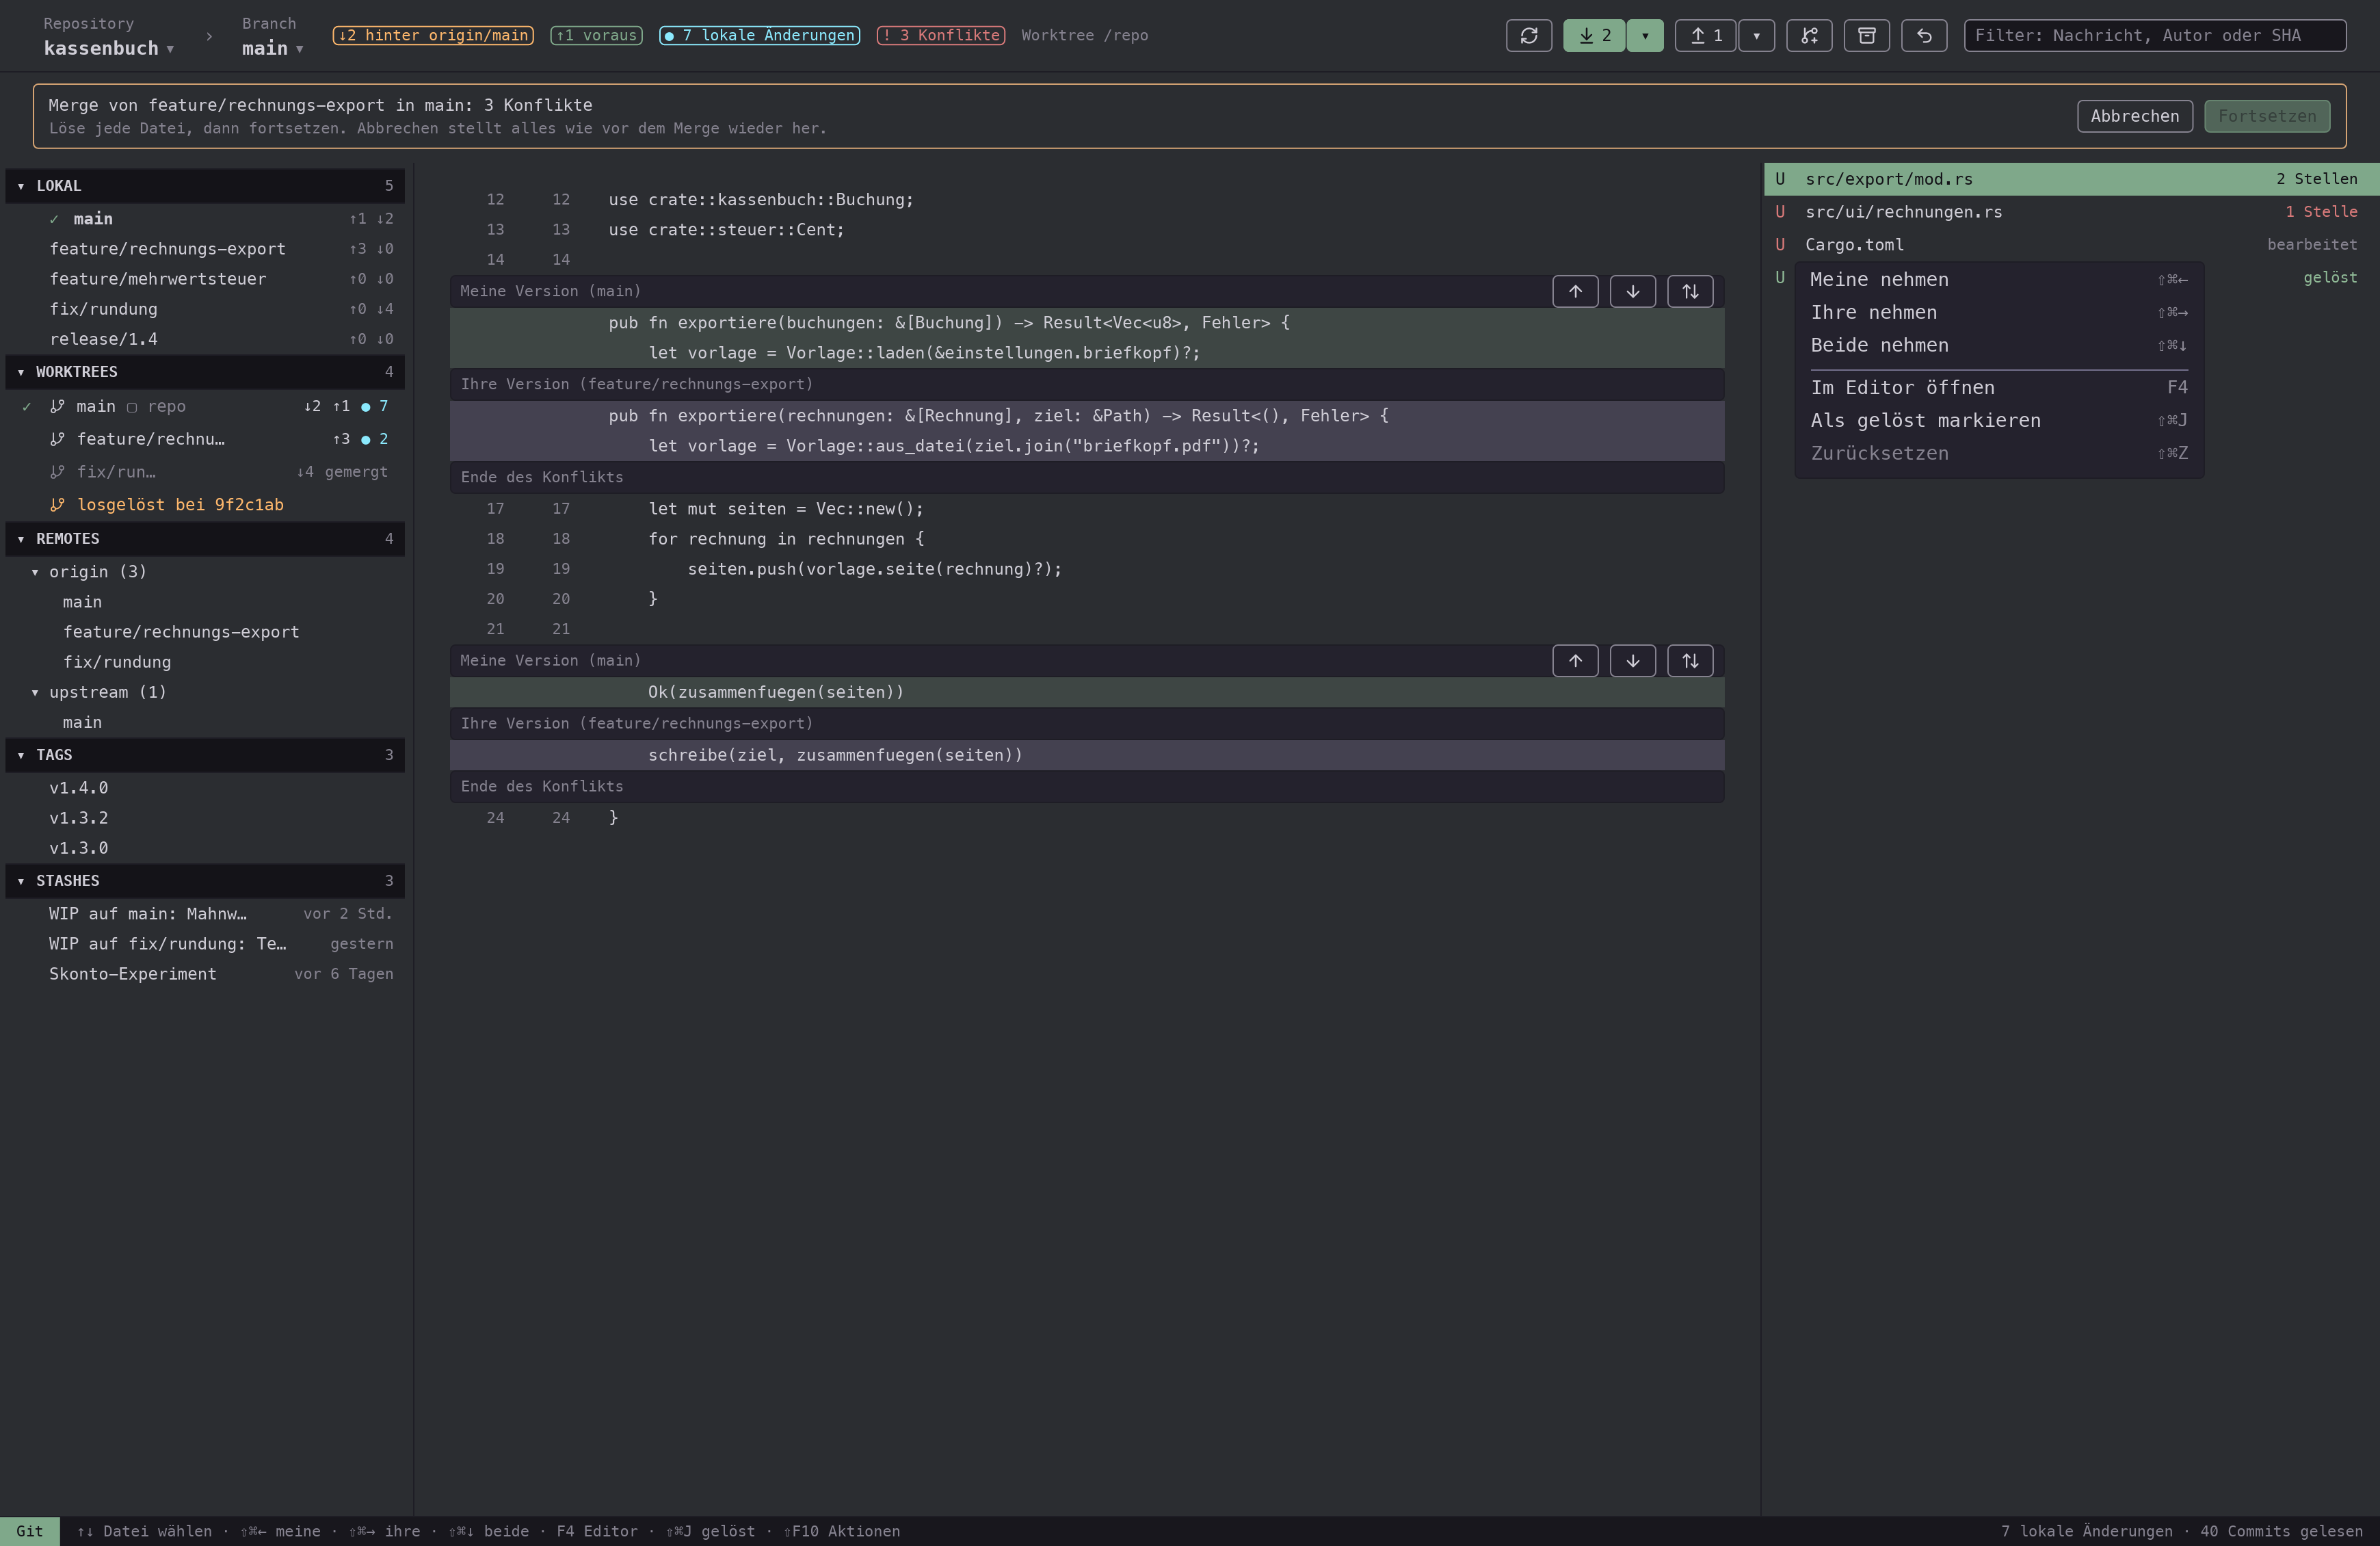 Repository
kassenbuch ▾
›
Branch
main ▾
↓2 hinter origin/main
↑1 voraus
● 7 lokale Änderungen
! 3 Konflikte
Worktree /repo
2 ▾
1 ▾
Filter: Nachricht, Autor oder SHA
Merge von feature/rechnungs-export in main: 3 Konflikte
Löse jede Datei, dann fortsetzen. Abbrechen stellt alles wie vor dem Merge wieder her.
Abbrechen
Fortsetzen
▾ LOKAL 5
✓ main ↑1 ↓2
feature/rechnungs-export ↑3 ↓0
feature/mehrwertsteuer ↑0 ↓0
fix/rundung ↑0 ↓4
release/1.4 ↑0 ↓0
▾ WORKTREES 4
✓ main ▢ repo ↓2 ↑1 ● 7
feature/rechnu… ↑3 ● 2
fix/run… ↓4 gemergt
losgelöst bei 9f2c1ab
▾ REMOTES 4
▾ origin (3)
main
feature/rechnungs-export
fix/rundung
▾ upstream (1)
main
▾ TAGS 3
v1.4.0
v1.3.2
v1.3.0
▾ STASHES 3
WIP auf main: Mahnw… vor 2 Std.
WIP auf fix/rundung: Te… gestern
Skonto-Experiment vor 6 Tagen
12 12 use crate::kassenbuch::Buchung;
13 13 use crate::steuer::Cent;
14 14
Meine Version (main)
pub fn exportiere(buchungen: &[Buchung]) -> Result<Vec<u8>, Fehler> {
let vorlage = Vorlage::laden(&einstellungen.briefkopf)?;
Ihre Version (feature/rechnungs-export)
pub fn exportiere(rechnungen: &[Rechnung], ziel: &Path) -> Result<(), Fehler> {
let vorlage = Vorlage::aus_datei(ziel.join("briefkopf.pdf"))?;
Ende des Konflikts
17 17 let mut seiten = Vec::new();
18 18 for rechnung in rechnungen {
19 19 seiten.push(vorlage.seite(rechnung)?);
20 20 }
21 21
Meine Version (main)
Ok(zusammenfuegen(seiten))
Ihre Version (feature/rechnungs-export)
schreibe(ziel, zusammenfuegen(seiten))
Ende des Konflikts
24 24 }
U src/export/mod.rs 2 Stellen
U src/ui/rechnungen.rs 1 Stelle
U Cargo.toml bearbeitet
U gelöst
Meine nehmen ⇧⌘←
Ihre nehmen ⇧⌘→
Beide nehmen ⇧⌘↓
Im Editor öffnen F4
Als gelöst markieren ⇧⌘J
Zurücksetzen ⇧⌘Z
Git ↑↓ Datei wählen · ⇧⌘← meine · ⇧⌘→ ihre · ⇧⌘↓ beide · F4 Editor · ⇧⌘J gelöst · ⇧F10 Aktionen
7 lokale Änderungen · 40 Commits gelesen